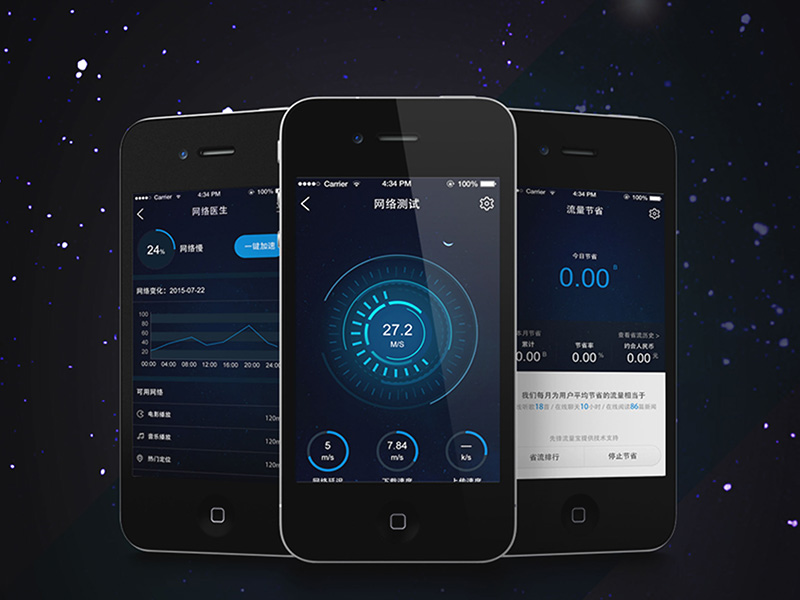 Carrier 4:34 PM 100%
网络医生
24%
网络慢
一键加速
网络变化：2015-07-22
100
80
60
40
20
00:00 04:00 08:00 12:00 16:00 20:00 24:00
可用网络
电影播放 120m
音乐播放 120m
热门定位 120m
Carrier 4:34 PM 100%
网络测试
27.2
M/S
5
m/s
7.84
m/s
—
k/s
网络延迟
下载速度
上传速度
Carrier 4:34 PM 100%
流量节省
今日节省
0.00 B
本月节省 查看省流历史 >
累计 节省率 约合人民币
0.00 B 0.00 % 0.00 元
我们每月为用户平均节省的流量相当于
18首 / 在线聊天10小时 / 在线阅读86篇新闻
先锋流量宝提供技术支持
省流排行 停止节省